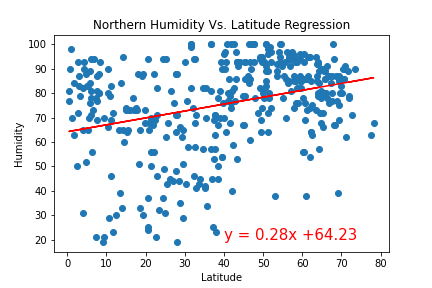 Northern Humidity Vs. Latitude Regression
100
90
80
70
60
50
40
30
20
Humidity
y = 0.28x +64.23
0 10 20 30 40 50 60 70 80
Latitude